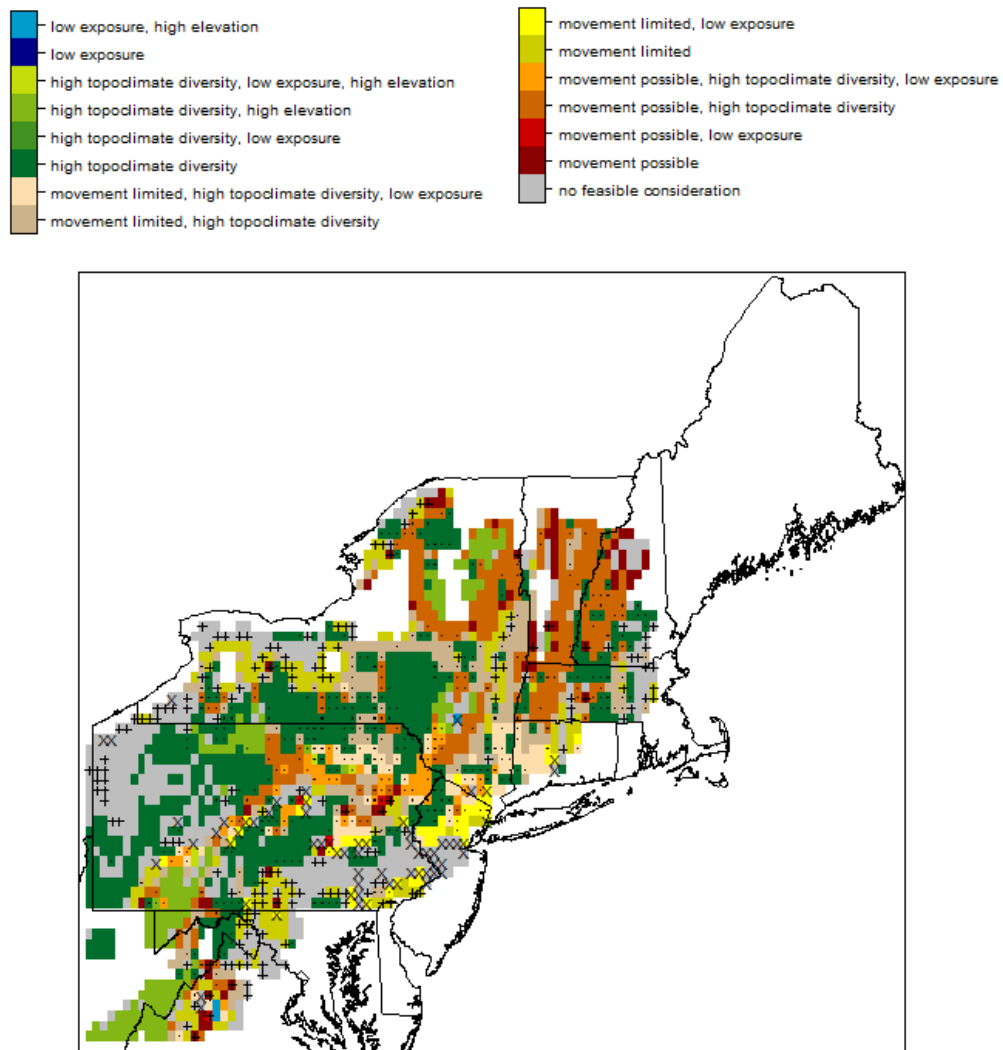 low exposure, high elevation
low exposure
high topoclimate diversity, low exposure, high elevation
high topoclimate diversity, high elevation
high topoclimate diversity, low exposure
high topoclimate diversity
movement limited, high topoclimate diversity, low exposure
movement limited, high topoclimate diversity
movement limited, low exposure
movement limited
movement possible, high topoclimate diversity, low exposure
movement possible, high topoclimate diversity
movement possible, low exposure
movement possible
no feasible consideration